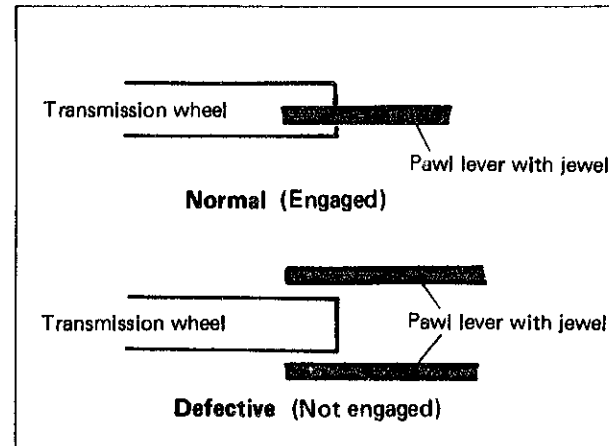 Transmission wheel
Pawl lever with jewel
Normal (Engaged)
Transmission wheel
Pawl lever with jewel
Defective (Not engaged)